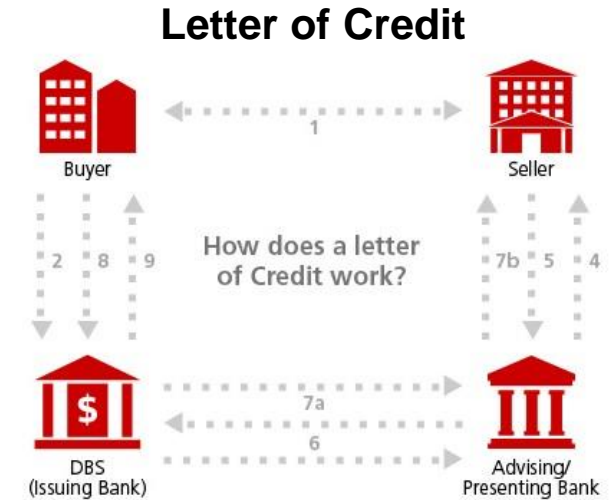 Letter of Credit
1
Buyer
Seller
How does a letter
of Credit work?
2 8 9
7b 5 4
$
7a
6
DBS
(Issuing Bank)
Advising/
Presenting Bank